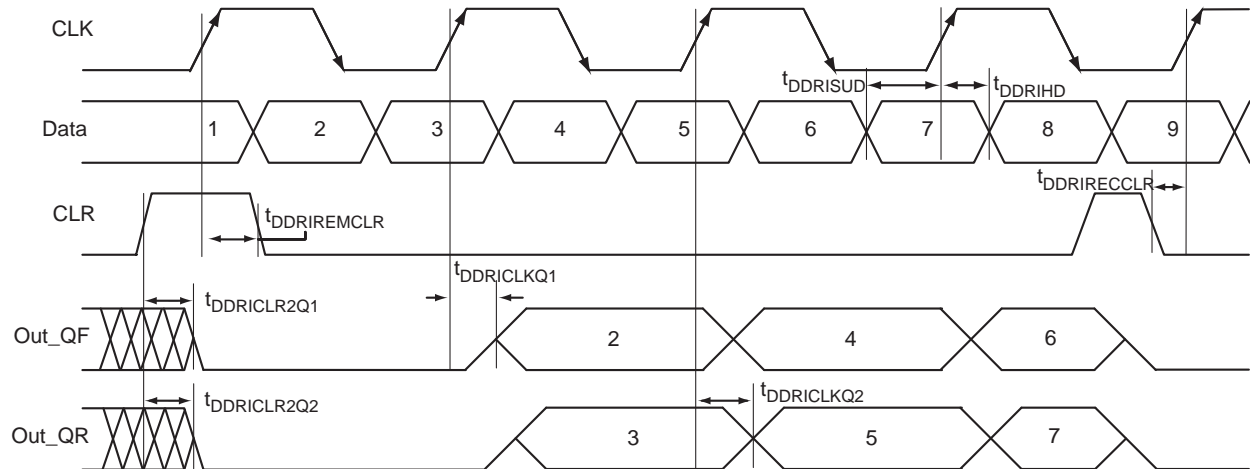 CLK
tDDRISUD tDDRIHD
Data 1 2 3 4 5 6 7 8 9
tDDRIRECCLR
CLR
tDDRIREMCLR
tDDRICLKQ1
tDDRICLR2Q1
Out_QF 2 4 6
tDDRICLR2Q2 tDDRICLKQ2
Out_QR 3 5 7